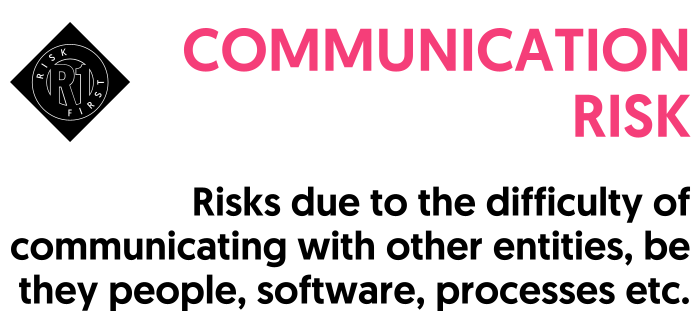 RISK
R1
FIRST
COMMUNICATION
RISK
Risks due to the difficulty of
communicating with other entities, be
they people, software, processes etc.